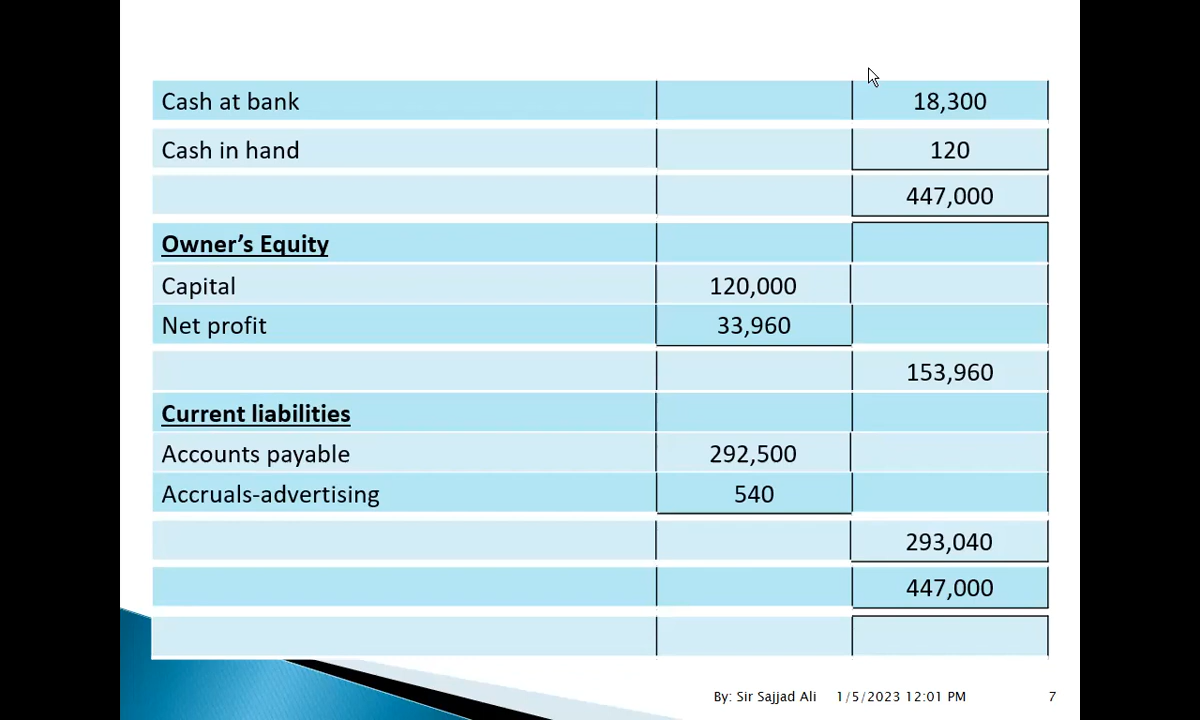 Cash at bank 18,300
Cash in hand 120
447,000
Owner’s Equity
Capital 120,000
Net profit 33,960
153,960
Current liabilities
Accounts payable 292,500
Accruals-advertising 540
293,040
447,000
By: Sir Sajjad Ali 1/5/2023 12:01 PM 7